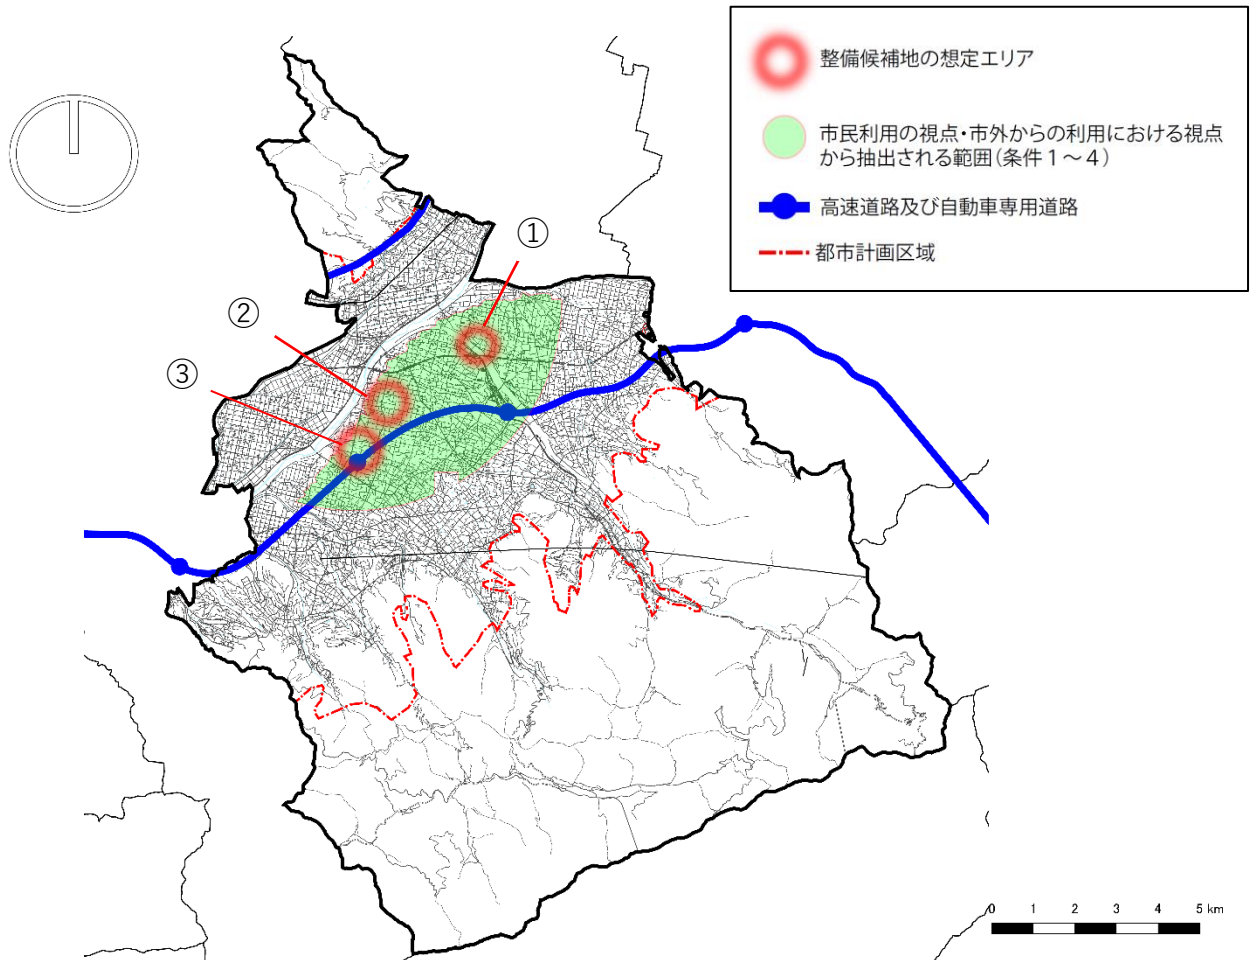 整備候補地の想定エリア
市民利用の視点・市外からの利用における視点
から抽出される範囲(条件1~4)
高速道路及び自動車専用道路
都市計画区域
①
②
③
0 1 2 3 4 5 km